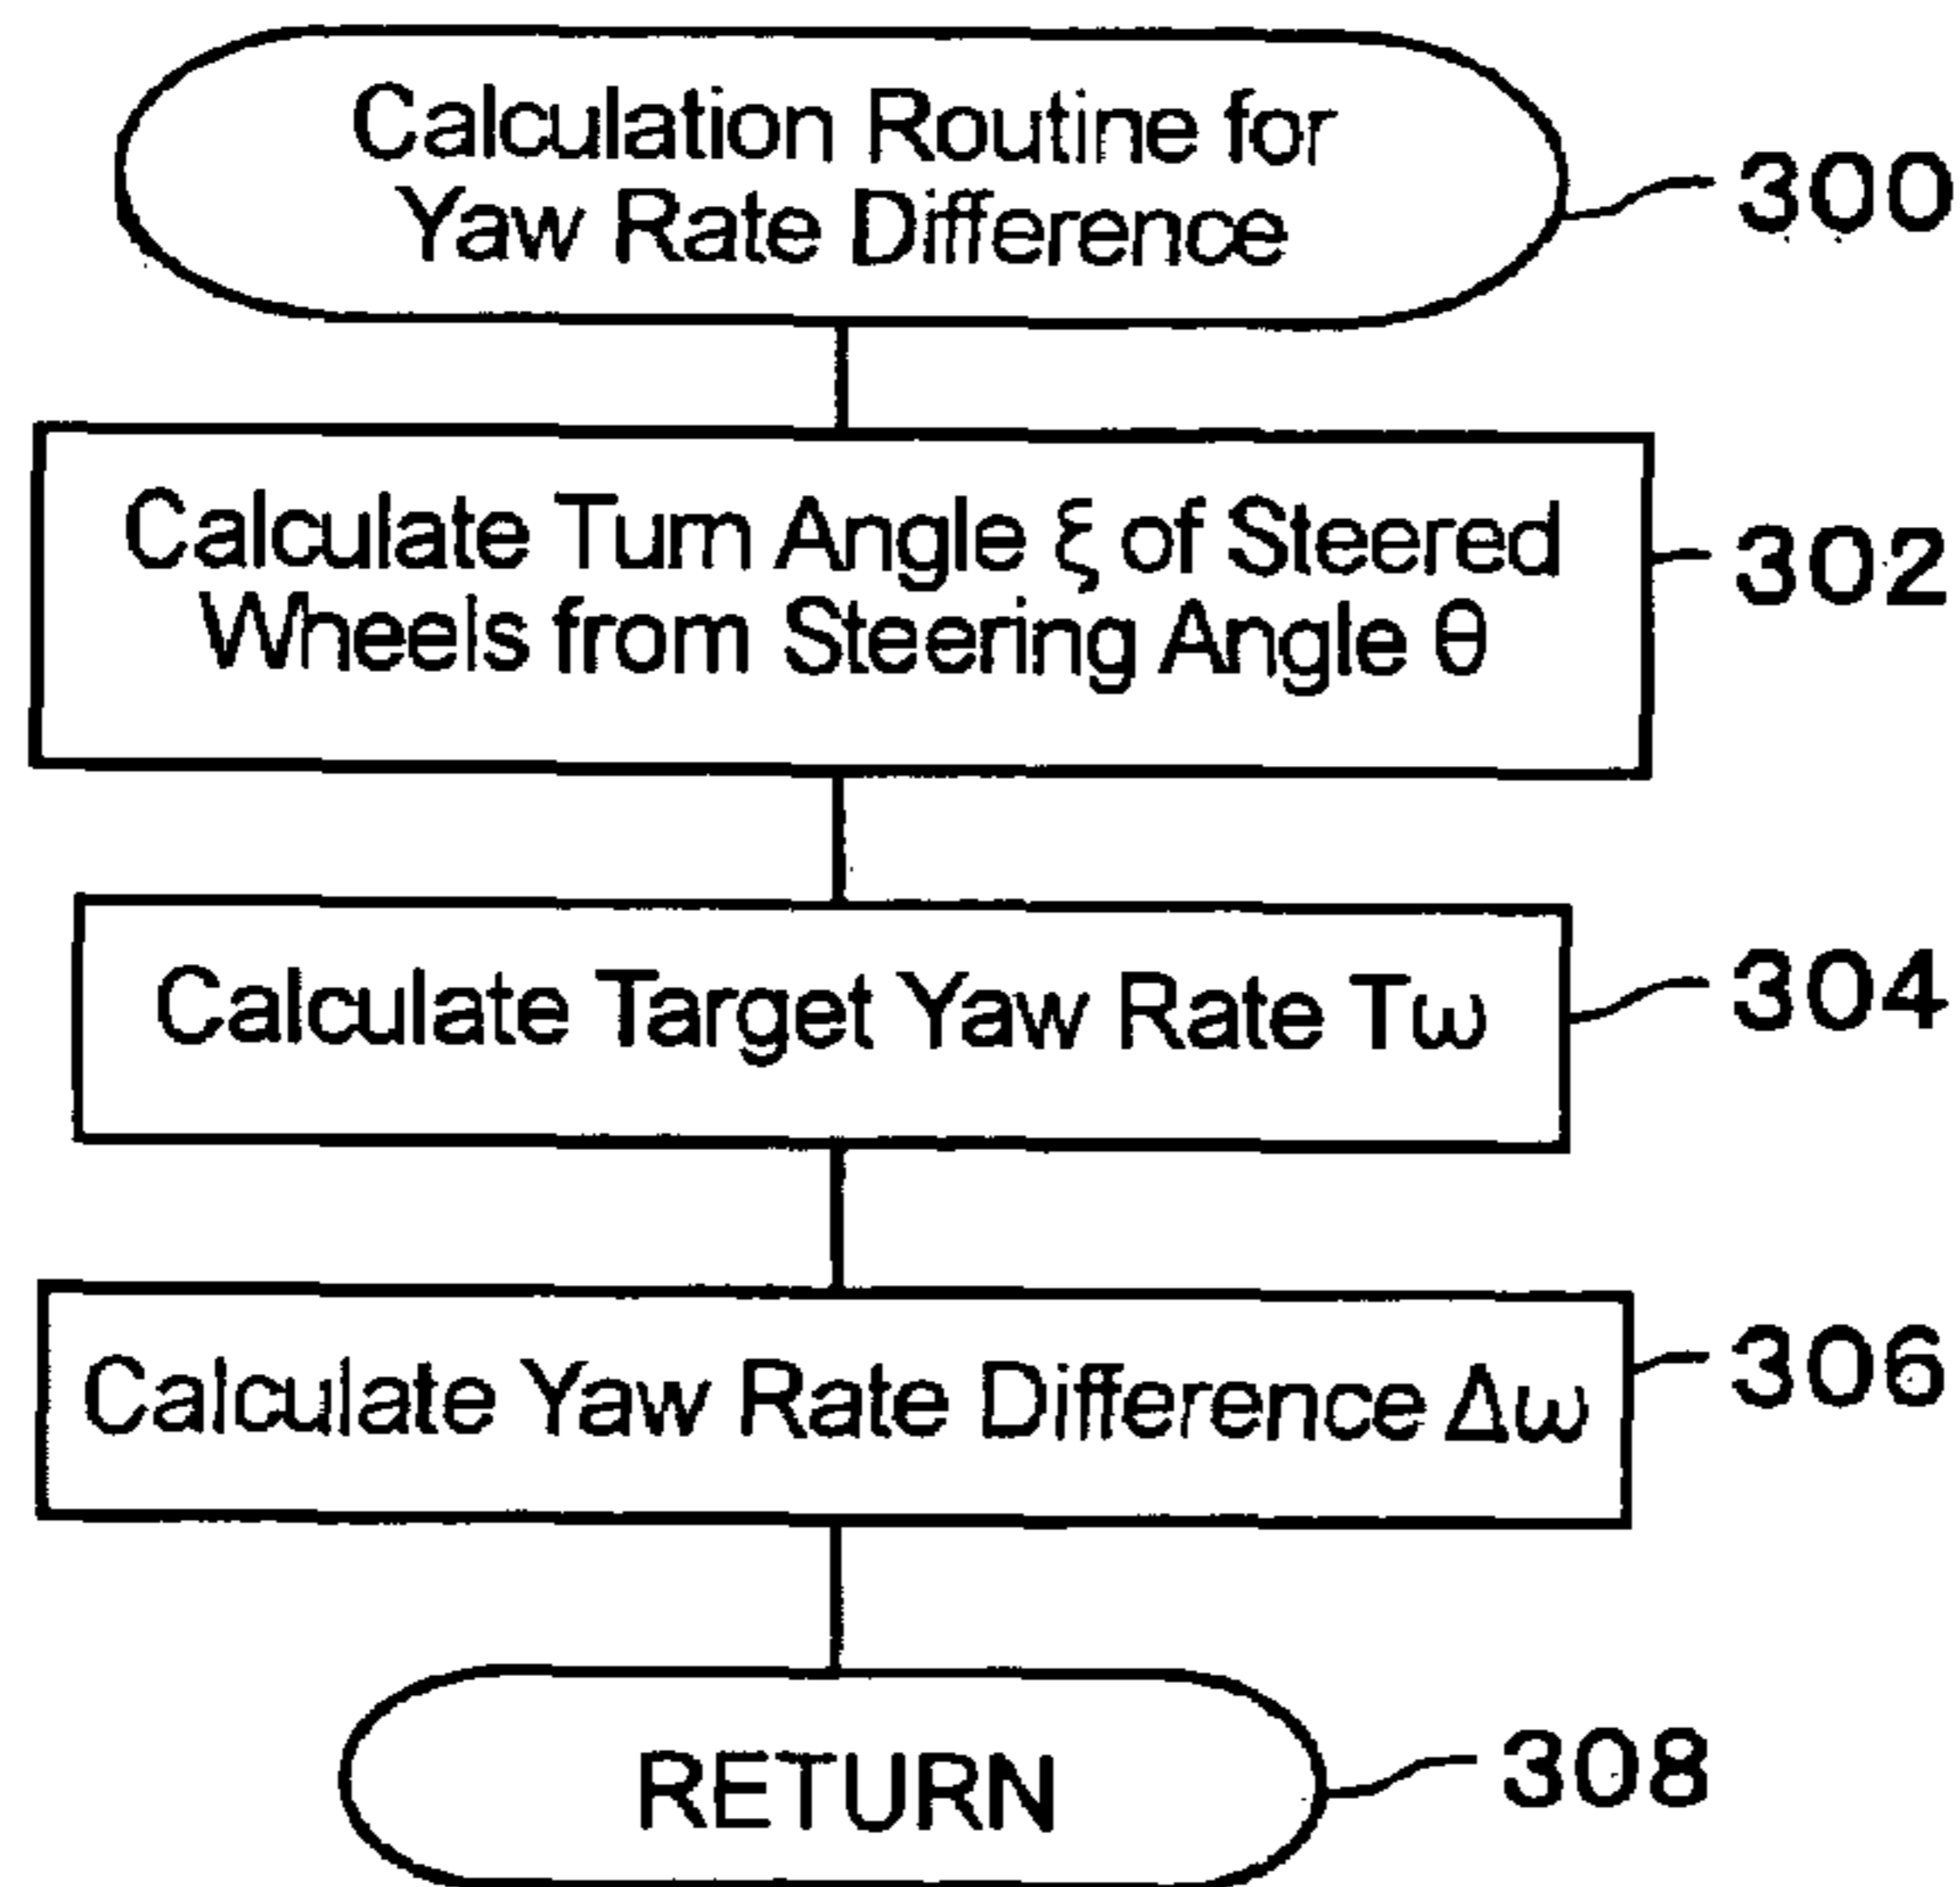 Calculation Routine for
Yaw Rate Difference
300
Calculate Turn Angle ξ of Steered
Wheels from Steering Angle θ
302
Calculate Target Yaw Rate Tω
304
Calculate Yaw Rate Difference Δω
306
RETURN
308